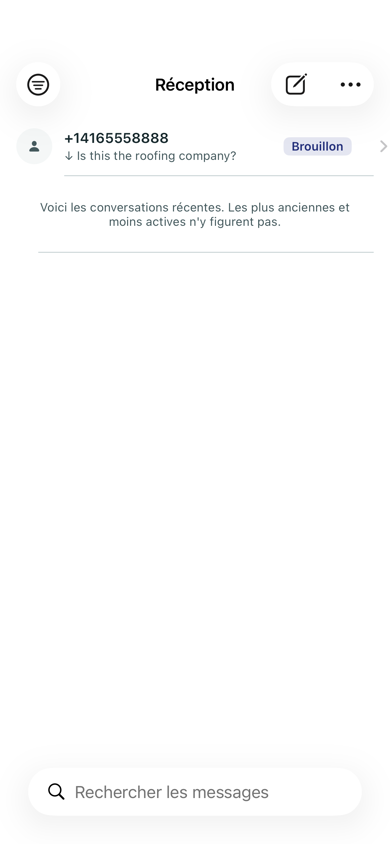 Réception
+14165558888
↓ Is this the roofing company?
Brouillon
Voici les conversations récentes. Les plus anciennes et
moins actives n'y figurent pas.
Rechercher les messages